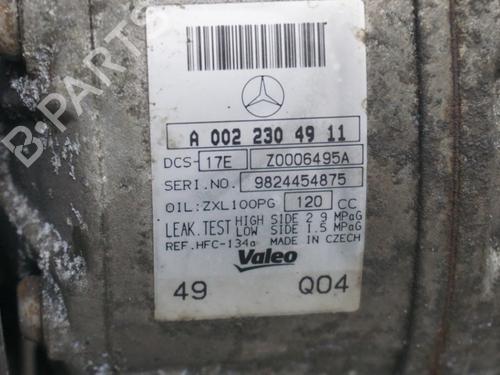 B-PARTS
A 002 230 49 11
DCS- 17E Z0006495A
SERI.NO. 9824454875
OIL:ZXL100PG 120 CC
LEAK.TEST HIGH SIDE 2.9 MPaG
LOW SIDE 1.5 MPaG
REF.HFC-134a MADE IN CZECH
Valeo
49 Q04